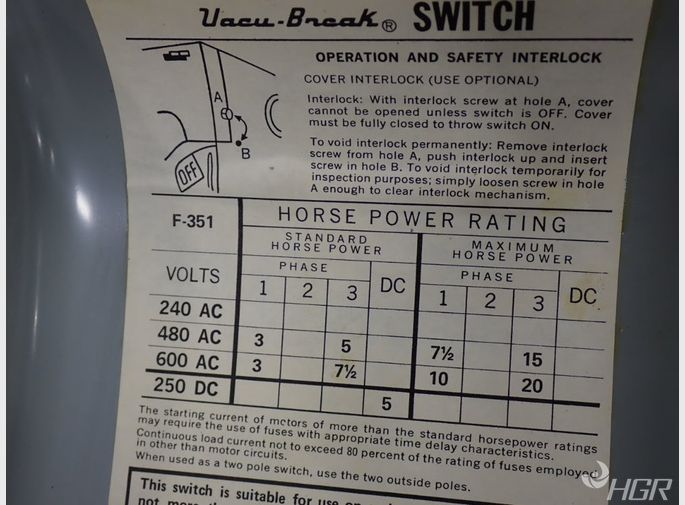 Vacu-Break® SWITCH
OPERATION AND SAFETY INTERLOCK
COVER INTERLOCK (USE OPTIONAL)
Interlock: With interlock screw at hole A, cover
cannot be opened unless switch is OFF. Cover
must be fully closed to throw switch ON.
To void interlock permanently: Remove interlock
screw from hole A, push interlock up and insert
screw in hole B. To void interlock temporarily for
inspection purposes; simply loosen screw in hole
A enough to clear interlock mechanism.
A
B
OFF
F-351 HORSE POWER RATING
STANDARD HORSE POWER MAXIMUM HORSE POWER
VOLTS PHASE DC PHASE DC
1 2 3 1 2 3
240 AC
480 AC 3 5 7½ 15
600 AC 3 7½ 10 20
250 DC 5
The starting current of motors of more than the standard horsepower ratings
may require the use of fuses with appropriate time delay characteristics.
Continuous load current not to exceed 80 percent of the rating of fuses employed
in other than motor circuits.
When used as a two pole switch, use the two outside poles.
This switch is suitable for use on
not more
HGR